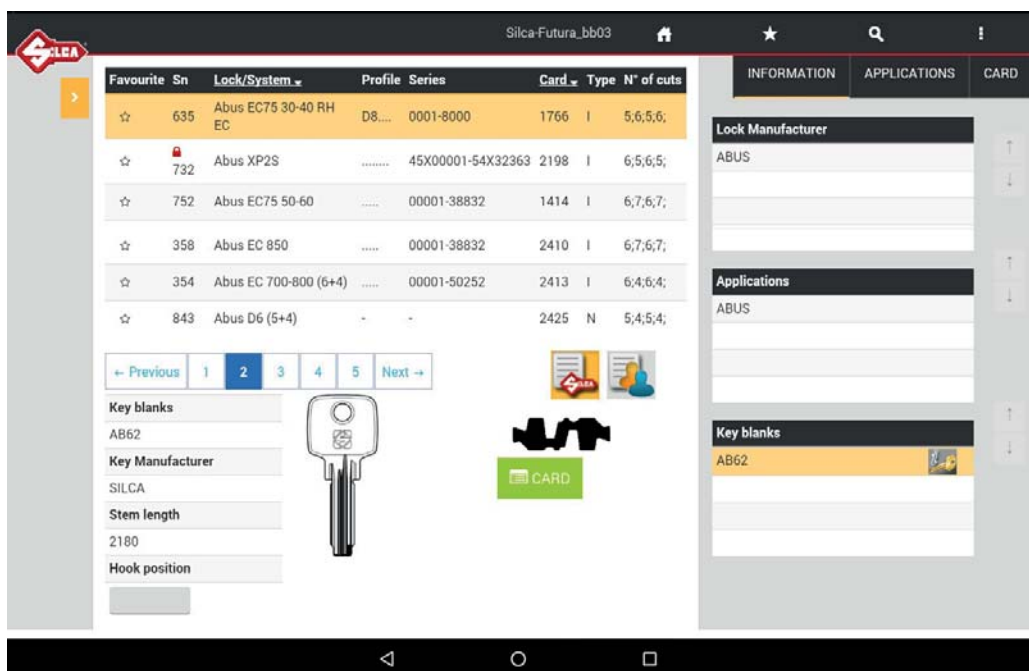 Silca-Futura_bb03
SILCA
INFORMATION APPLICATIONS CARD
Favourite Sn Lock/System Profile Series Card Type N° of cuts
635 Abus EC75 30-40 RH EC D8.... 0001-8000 1766 I 5;6;5;6;
732 Abus XP2S ........ 45X00001-54X32363 2198 I 6;5;6;5;
752 Abus EC75 50-60 ..... 00001-38832 1414 I 6;7;6;7;
358 Abus EC 850 ..... 00001-38832 2410 I 6;7;6;7;
354 Abus EC 700-800 (6+4) ..... 00001-50252 2413 I 6;4;6;4;
843 Abus D6 (5+4) - - 2425 N 5;4;5;4;
← Previous 1 2 3 4 5 Next →
SILCA
Key blanks
AB62
Key Manufacturer
SILCA
Stem length
2180
Hook position
CARD
Lock Manufacturer
ABUS
Applications
ABUS
Key blanks
AB62